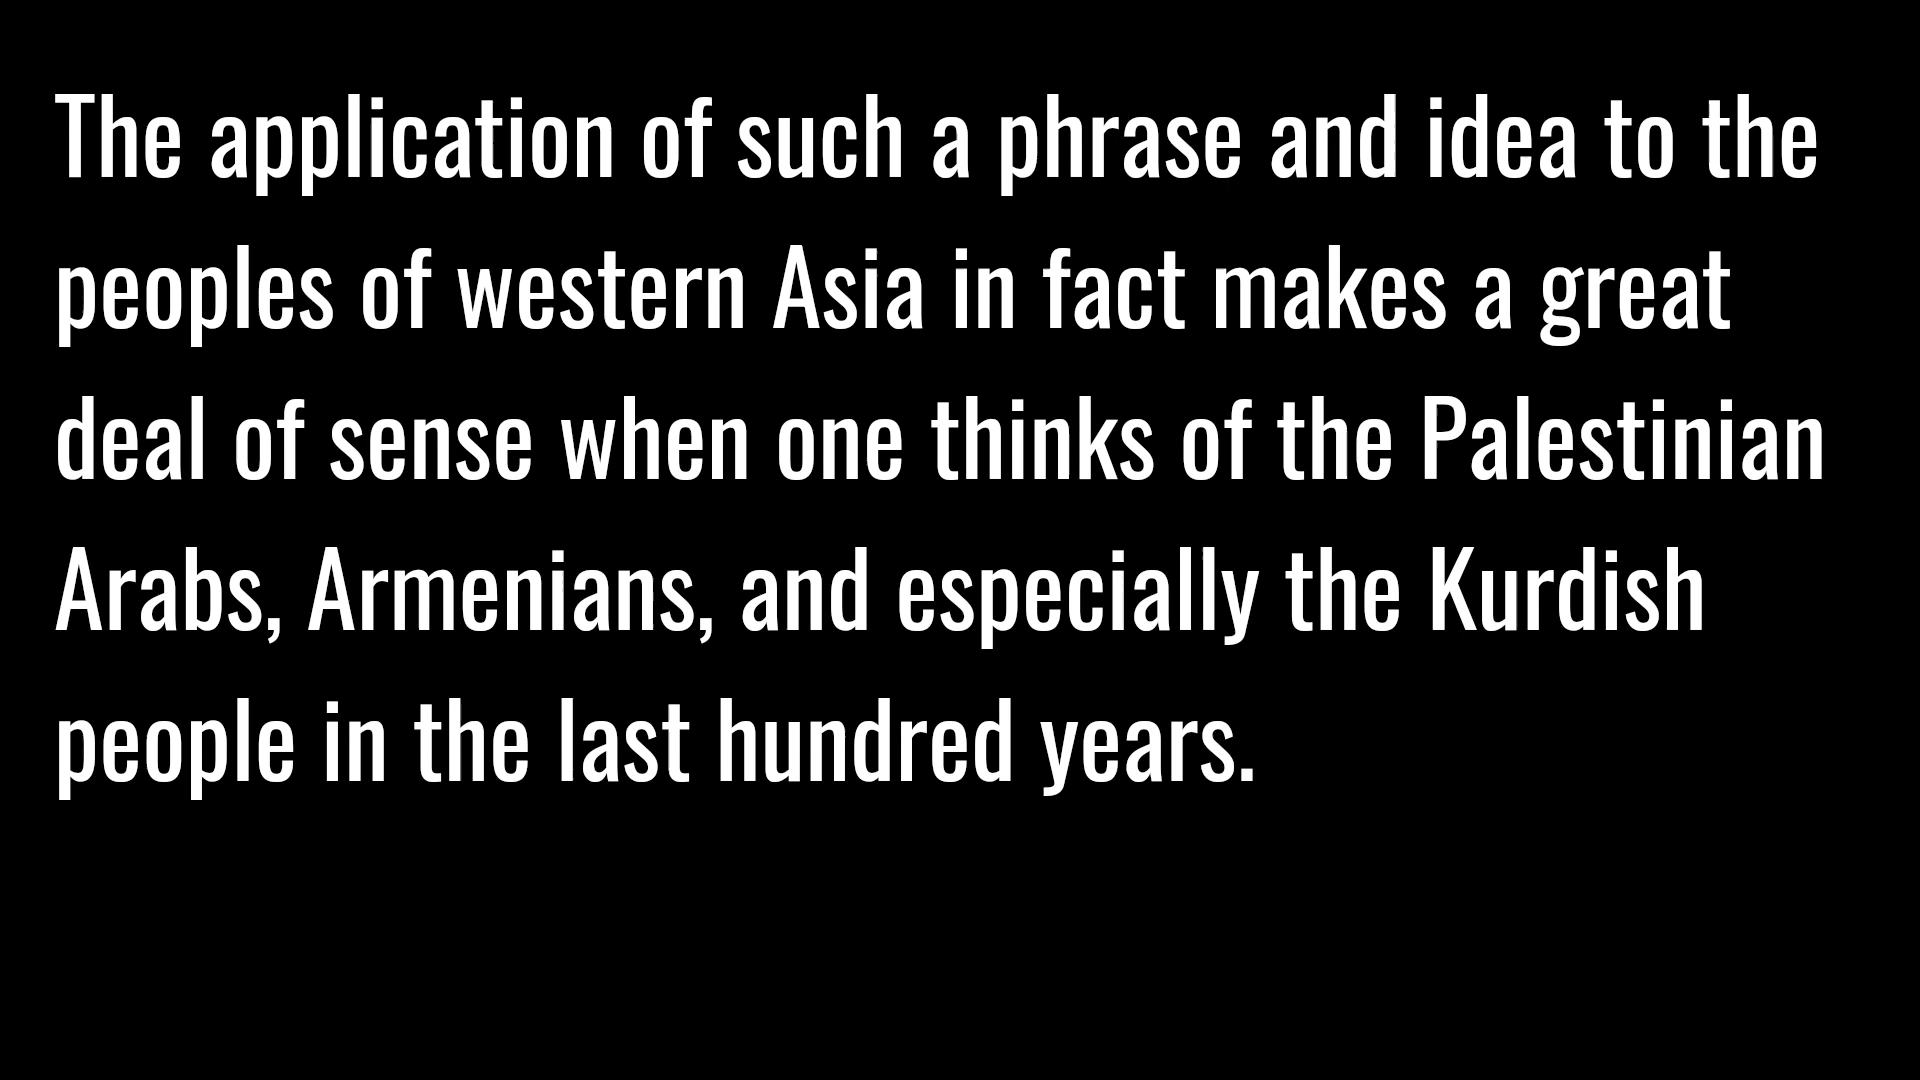 The application of such a phrase and idea to the
peoples of western Asia in fact makes a great
deal of sense when one thinks of the Palestinian
Arabs, Armenians, and especially the Kurdish
people in the last hundred years.